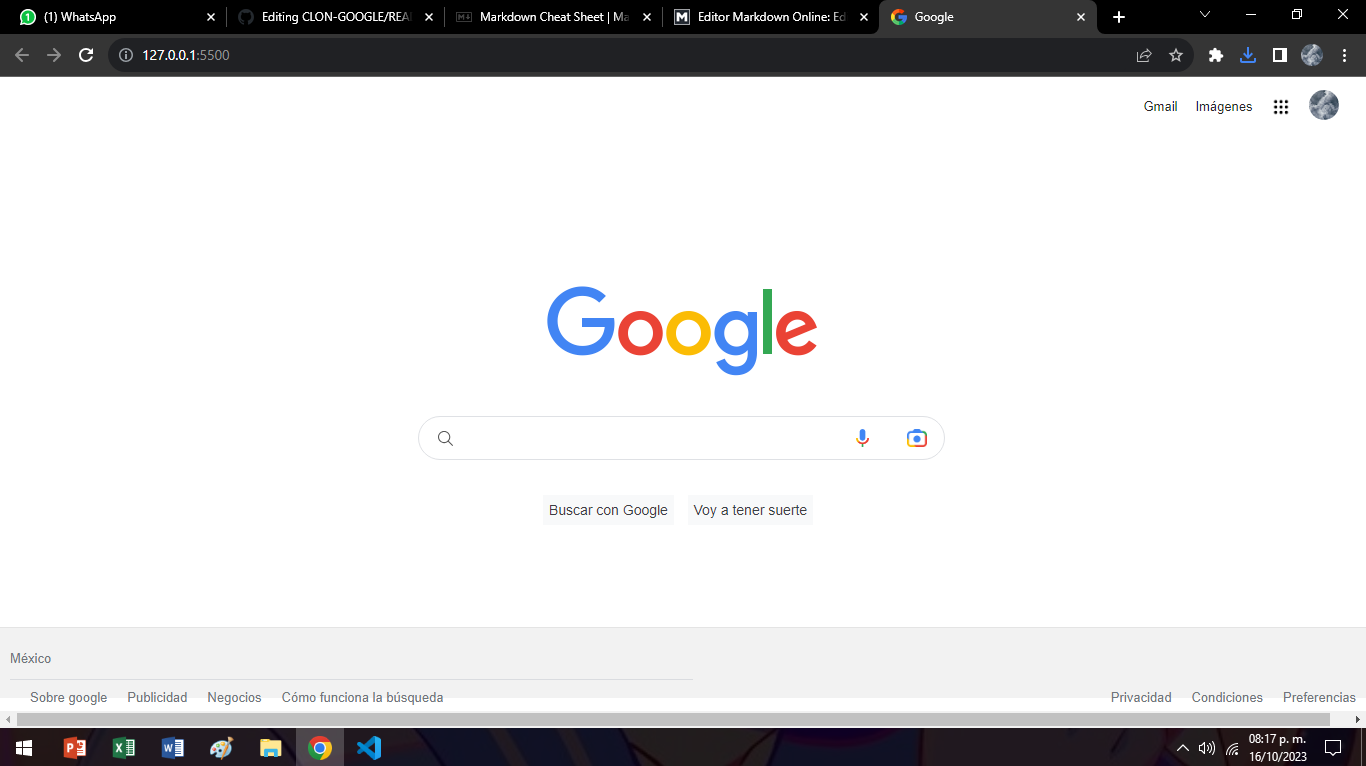 (1) WhatsApp
Editing CLON-GOOGLE/REA
Markdown Cheat Sheet | Ma
Editor Markdown Online: Ed
Google
127.0.0.1:5500
Gmail Imágenes
Google
Buscar con Google Voy a tener suerte
México
Sobre google Publicidad Negocios Cómo funciona la búsqueda Privacidad Condiciones Preferencias
08:17 p. m.
16/10/2023